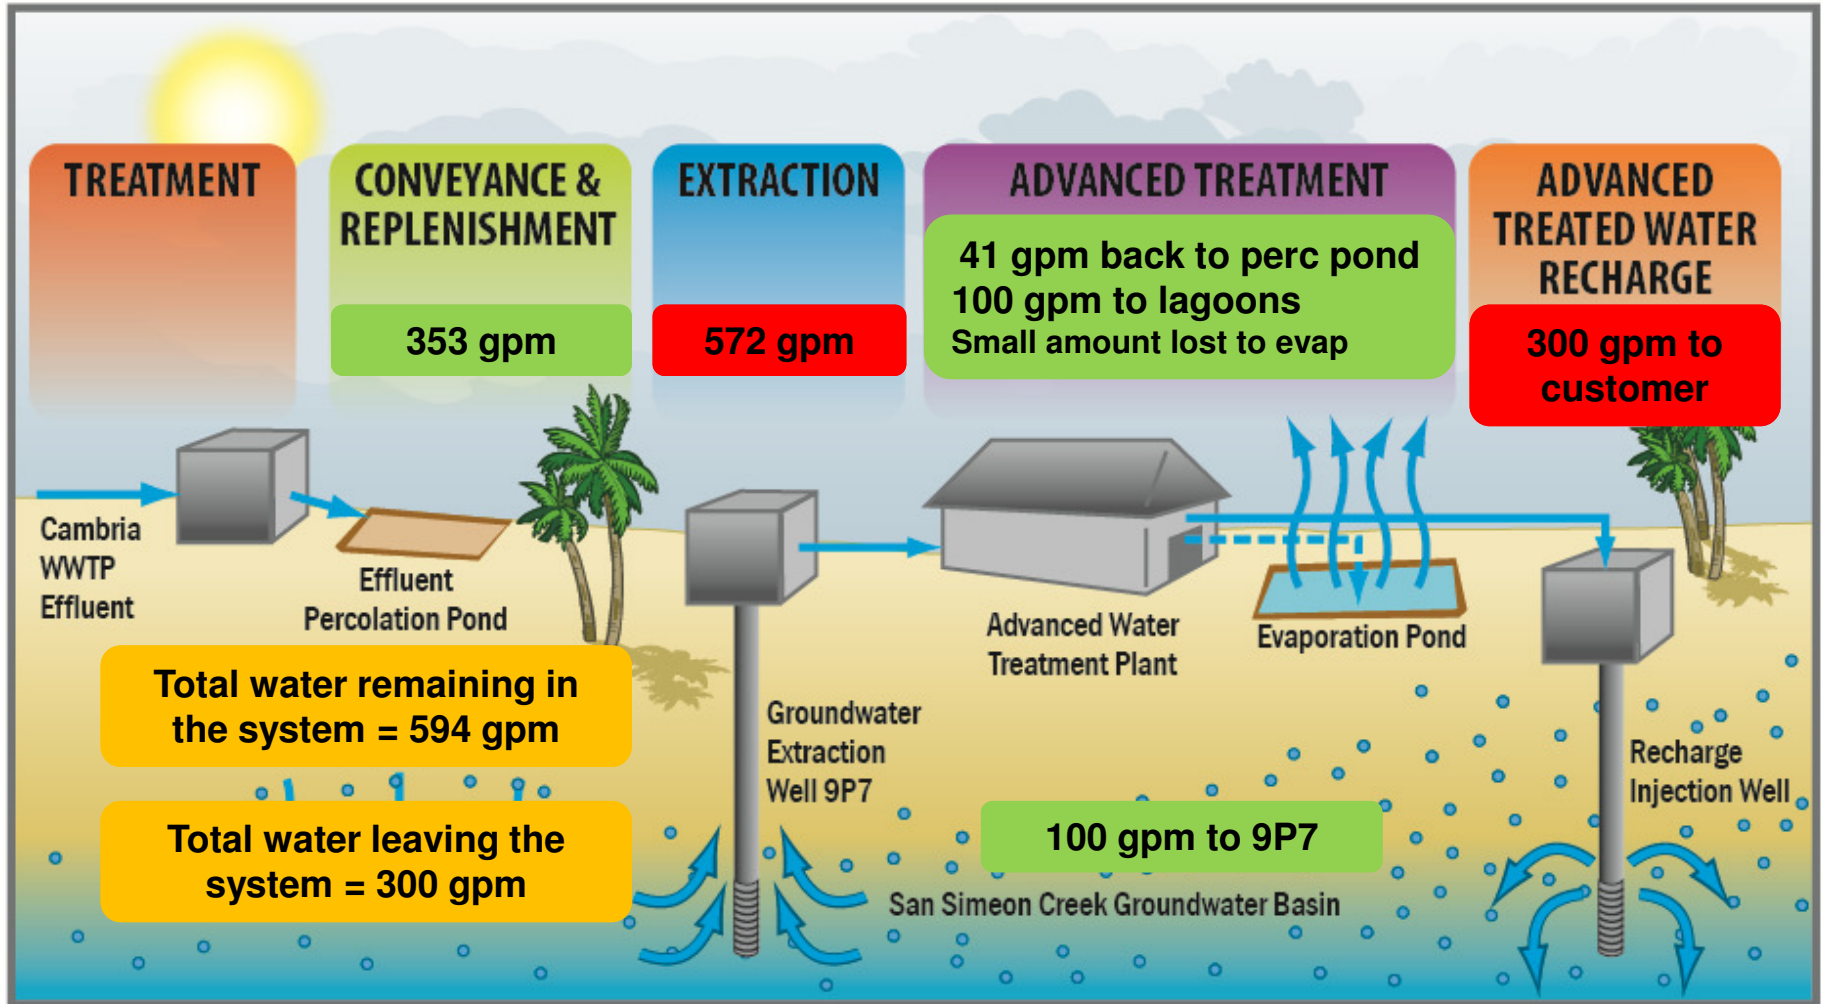 TREATMENT
CONVEYANCE &
REPLENISHMENT
353 gpm
EXTRACTION
572 gpm
ADVANCED TREATMENT
41 gpm back to perc pond
100 gpm to lagoons
Small amount lost to evap
ADVANCED
TREATED WATER
RECHARGE
300 gpm to
customer
Cambria
WWTP
Effluent
Effluent
Percolation Pond
Advanced Water
Treatment Plant
Evaporation Pond
Total water remaining in
the system = 594 gpm
Groundwater
Extraction
Well 9P7
Recharge
Injection Well
Total water leaving the
system = 300 gpm
100 gpm to 9P7
San Simeon Creek Groundwater Basin